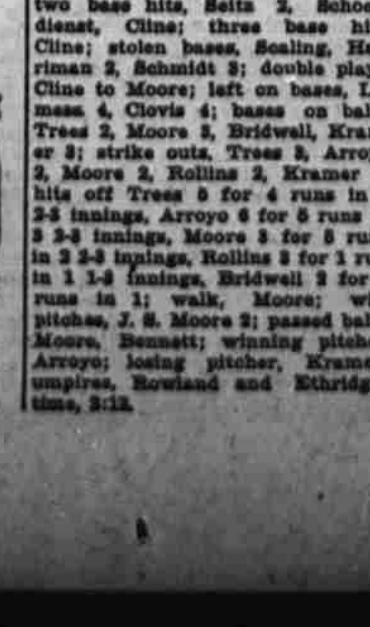 two base hits, Seitz 2, Schoe
dienst, Cline; three base hi
Cline; stolen bases, Scaling, Ha
riman 2, Schmidt 3; double play
Cline to Moore; left on bases, L
mesa 4, Clovis 4; bases on bal
Trees 2, Moore 3, Bridwell, Kram
er 3; strike outs, Trees 3, Arro
2, Moore 2, Rollins 2, Kramer
hits off Trees 5 for 4 runs in
2-3 innings, Arroyo 6 for 5 runs
3 2-3 innings, Moore 3 for 5 ru
in 2 2-3 innings, Rollins 3 for 1 ru
in 1 1-3 innings, Bridwell 2 for
runs in 1; walk, Moore; wi
pitches, J. S. Moore 2; passed bal
Moore, Bennett; winning pitche
Arroyo; losing pitcher, Krame
umpires, Rowland and Ethridg
time, 3:12.